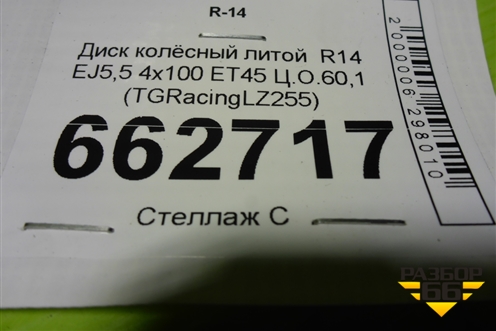 R-14
Диск колёсный литой R14
EJ5,5 4x100 ET45 Ц.О.60,1
(TGRacingLZ255)
662717
Стеллаж С
2000006298010
РАЗБОР
66